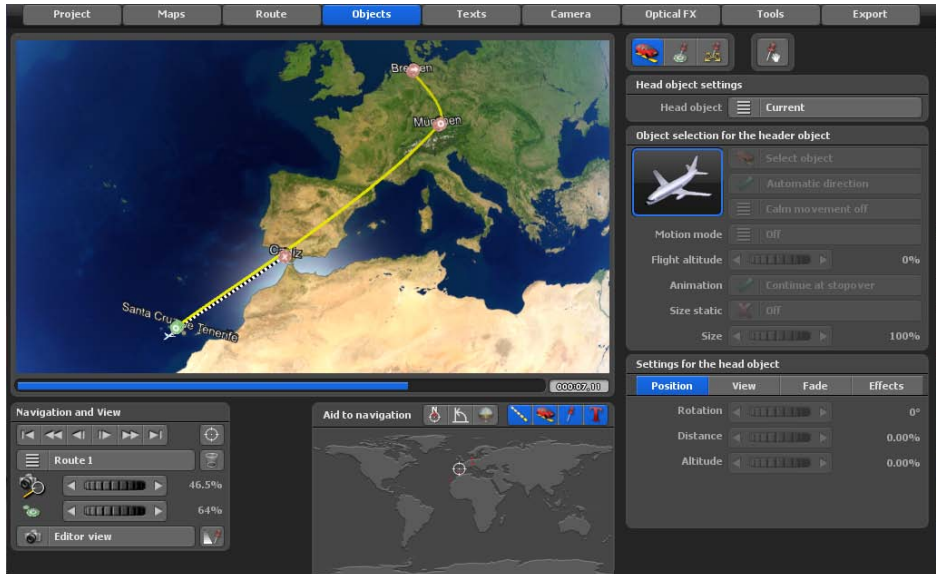 Project Maps Route Objects Texts Camera Optical FX Tools Export
Bremen
München
Cadiz
Santa Cruz de Tenerife
000:07,01
Head object settings
Head object Current
Object selection for the header object
Select object
Automatic direction
Calm movement off
Motion mode Off
Flight altitude 0%
Animation Continue at stopover
Size static Off
Size 100%
Settings for the head object
Position View Fade Effects
Rotation 0°
Distance 0.00%
Altitude 0.00%
Navigation and View
Route 1
46.5%
64%
Editor view
Aid to navigation